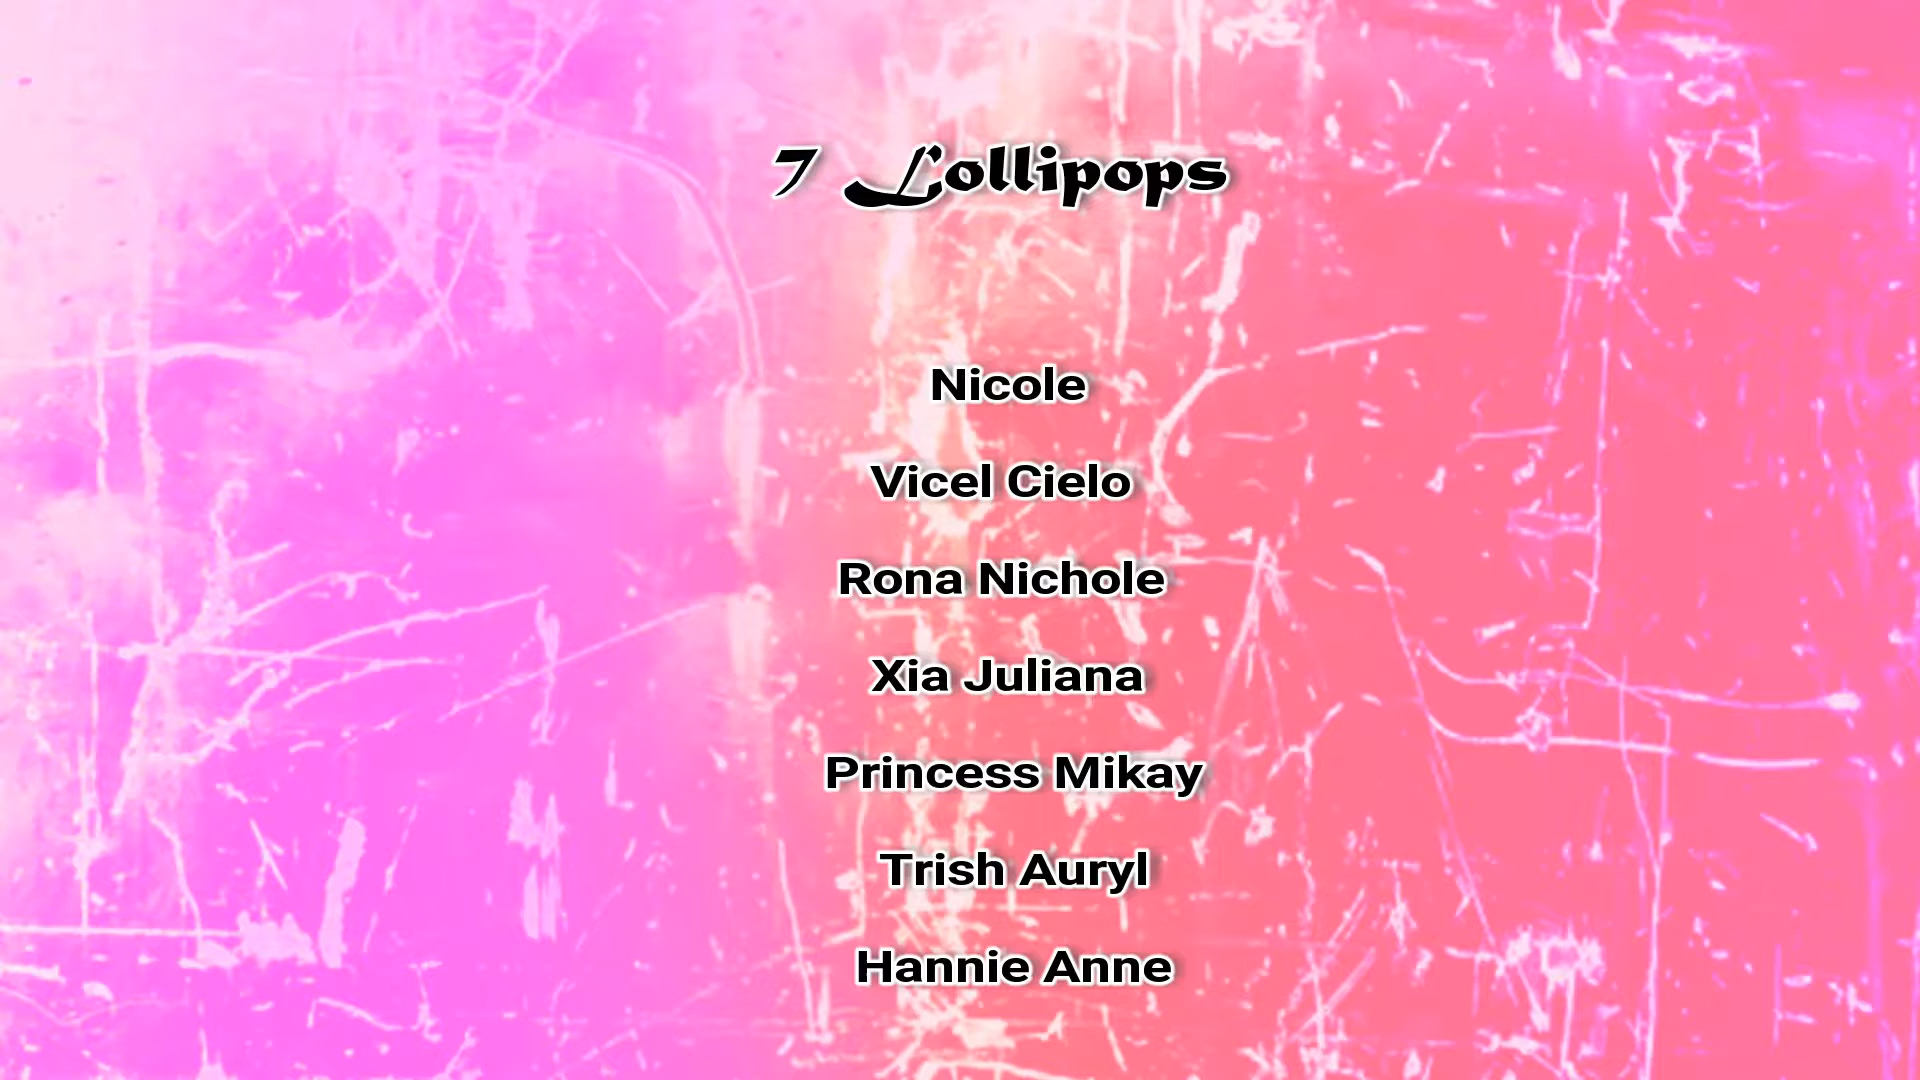 7 Lollipops
Nicole
Vicel Cielo
Rona Nichole
Xia Juliana
Princess Mikay
Trish Auryl
Hannie Anne